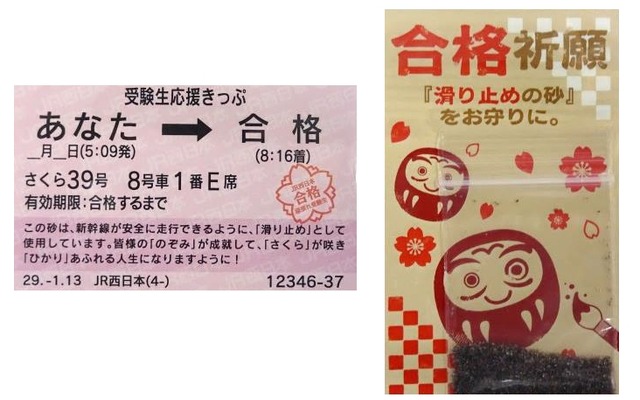 受験生応援きっぷ
あなた ➡ 合格
__月__日(5:09発) (8:16着)
さくら39号 8号車1番E席
有効期限:合格するまで
JR西日本
合格
この砂は、新幹線が安全に走行できるように、「滑り止め」として
使用しています。皆様の「のぞみ」が成就して、「さくら」が咲き
「ひかり」あふれる人生になりますように!
29.-1.13 JR西日本(4-) 12346-37
合格祈願
『滑り止めの砂』
をお守りに。